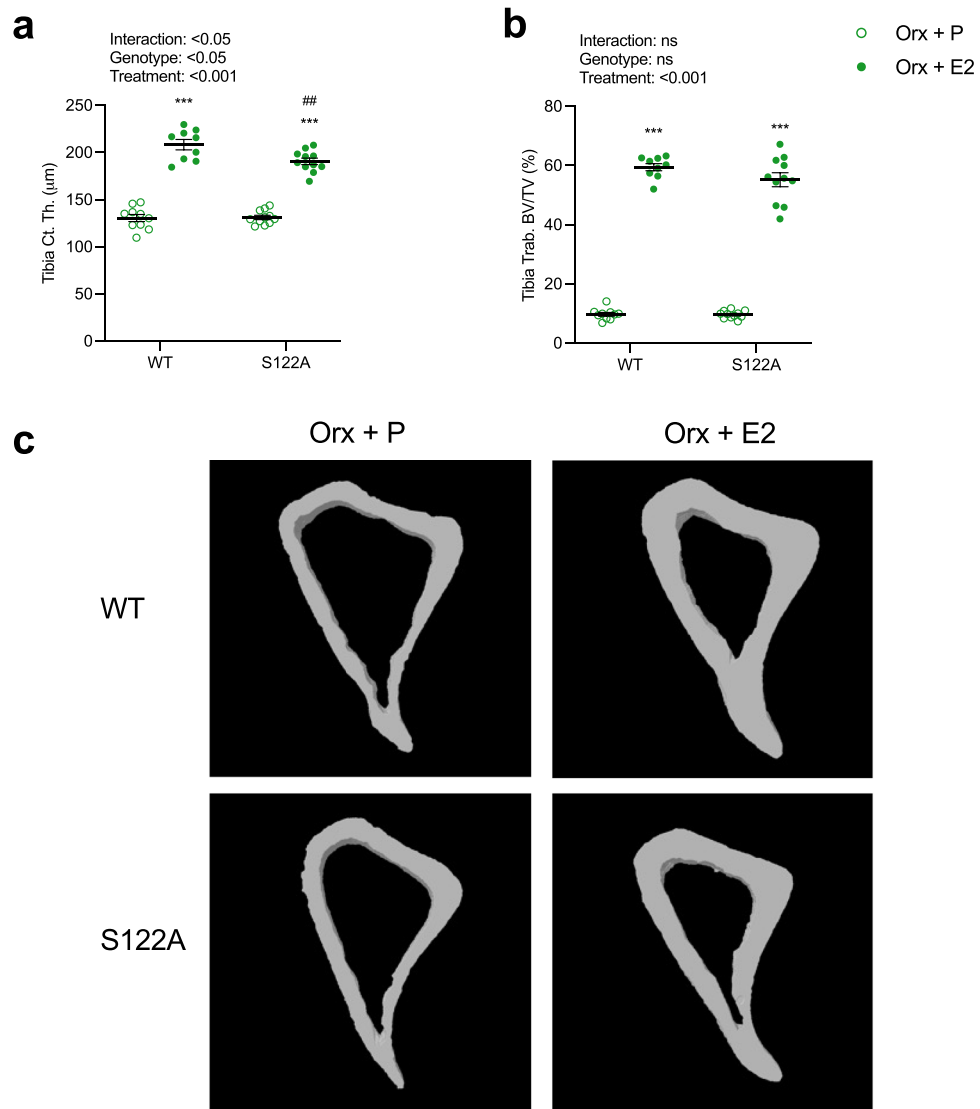 a
Interaction: <0.05
Genotype: <0.05
Treatment: <0.001
***
##
***
250
200
150
100
50
0
Tibia Ct. Th. (μm)
WT
S122A
b
Interaction: ns
Genotype: ns
Treatment: <0.001
***
***
80
60
40
20
0
Tibia Trab. BV/TV (%)
WT
S122A
Orx + P
Orx + E2
c
Orx + P
Orx + E2
WT
S122A